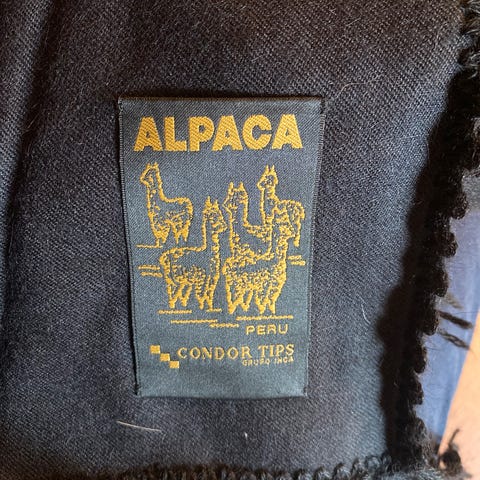 ALPACA
PERU
CONDOR TIPS
GRUPO INCA